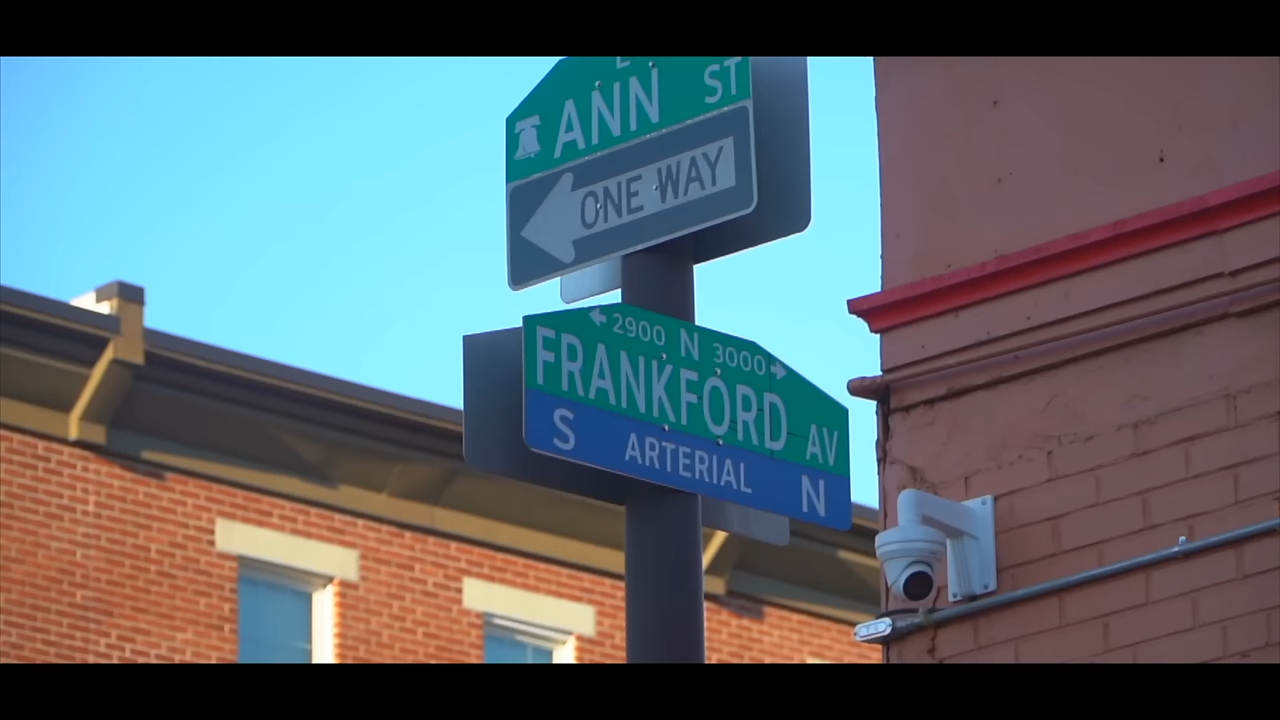 E
ANN ST
ONE WAY
2900 N 3000
FRANKFORD AV
S ARTERIAL N